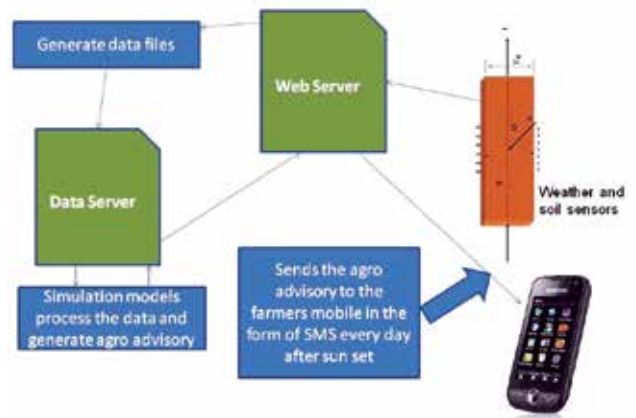 Generate data files
Web Server
Weather and
soil sensors
Data Server
Simulation models
process the data and
generate agro advisory
Sends the agro
advisory to the
farmers mobile in the
form of SMS every day
after sun set